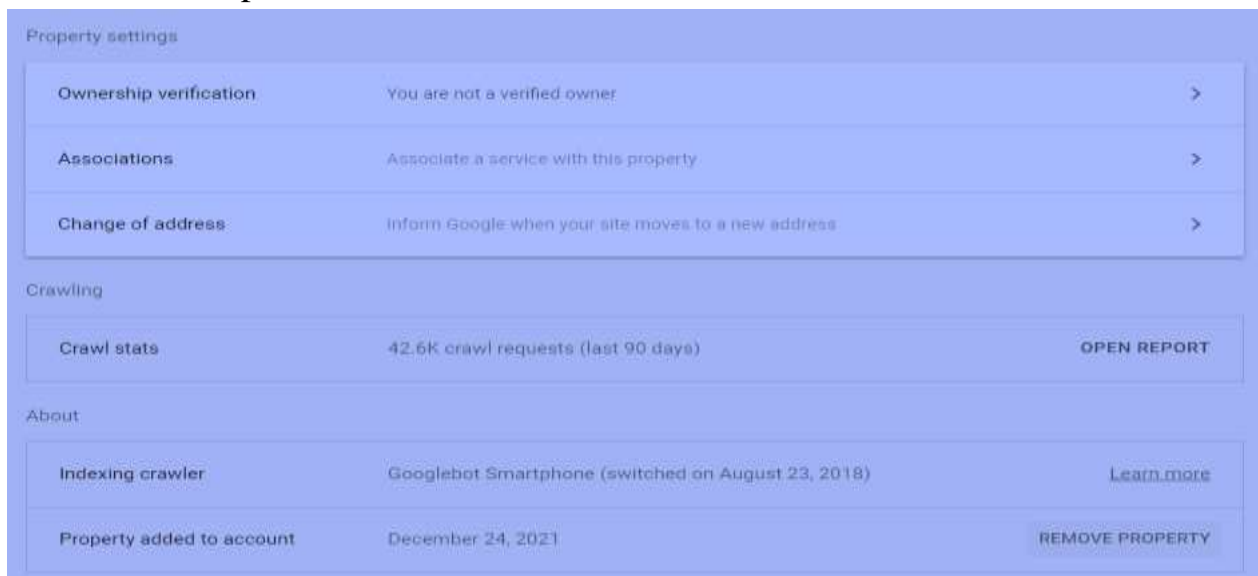 Property settings
Ownership verification You are not a verified owner
Associations Associate a service with this property
Change of address Inform Google when your site moves to a new address
Crawling
Crawl stats 42.6K crawl requests (last 90 days) OPEN REPORT
About
Indexing crawler Googlebot Smartphone (switched on August 23, 2018) Learn more
Property added to account December 24, 2021 REMOVE PROPERTY